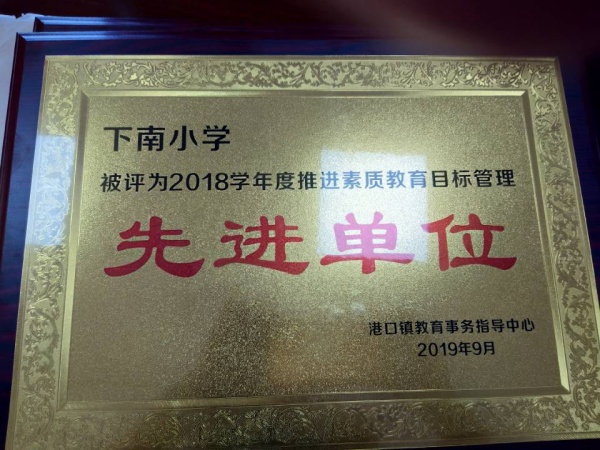 下南小学
被评为2018学年度推进素质教育目标管理
先进单位
港口镇教育事务指导中心
2019年9月